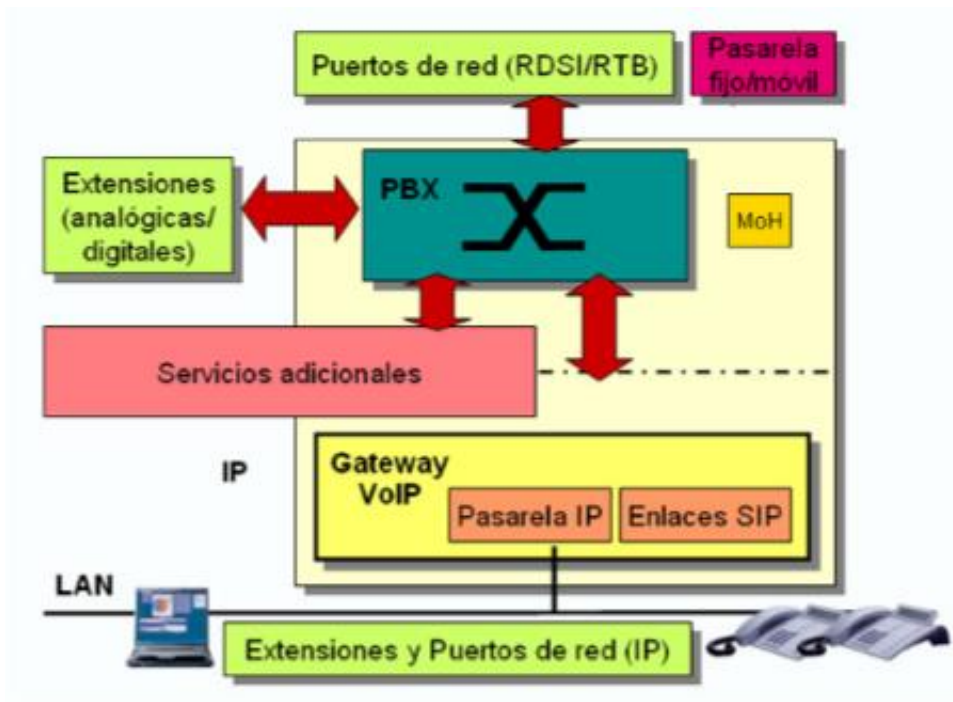 Puertos de red (RDSI/RTB)
Pasarela
fijo/móvil
Extensiones
(analógicas/
digitales)
PBX
MoH
Servicios adicionales
IP
Gateway
VoIP
Pasarela IP
Enlaces SIP
LAN
Extensiones y Puertos de red (IP)